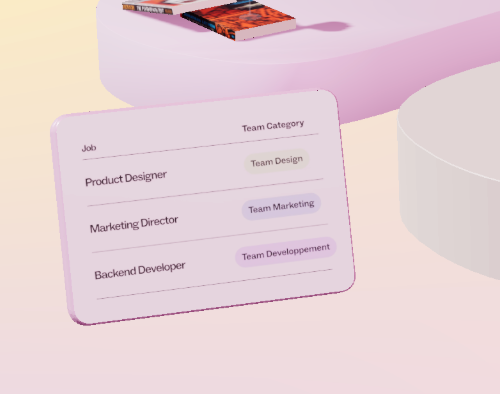 Job Team Category
Product Designer Team Design
Marketing Director Team Marketing
Backend Developer Team Developpement